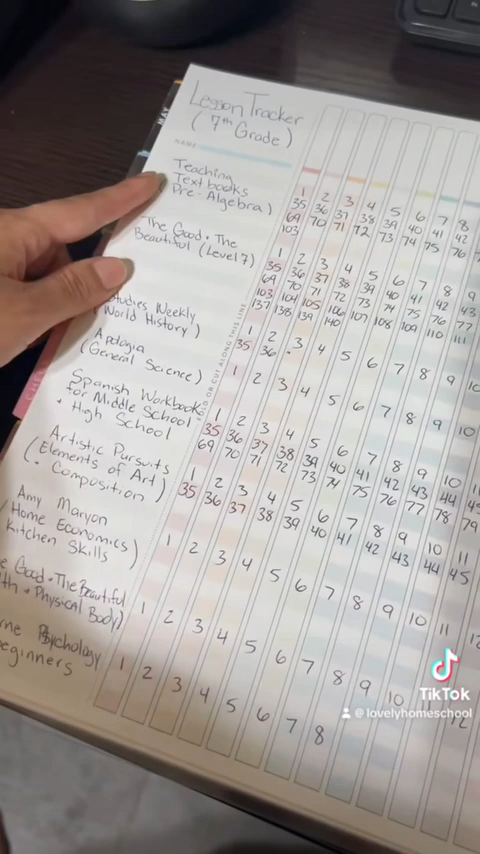 Lesson Tracker
(7th Grade)
NAME
MAY
Teaching
Textbooks
Pre-Algebra)
1 2 3 4 5 6 7 8
35 36 37 38 39 40 41 42
69 70 71 72 73 74 75 76
103
The Good + The
Beautiful (Level 7)
1 2 3 4 5 6 7 8 9
35 36 37 38 39 40 41 42 43
69 70 71 72 73 74 75 76 77
103 104 105 106 107 108 109 110 111
137 138 139 140
Studies Weekly
(World History)
1 2 3 4 5 6 7 8 9 10
35 36
Apologia
(General Science)
1 2 3 4 5 6 7 8 9 10
Spanish Workbook
for Middle School
+ High School
1 2 3 4 5 6 7 8 9 10 11
35 36 37 38 39 40 41 42 43 44 45
69 70 71 72 73 74 75 76 77 78 79
Artistic Pursuits
(Elements of Art
+ Composition)
1 2 3 4 5 6 7 8 9 10 11
35 36 37 38 39 40 41 42 43 44 45
Amy Maryon
(Home Economics)
Kitchen Skills
1 2 3 4 5 6 7 8 9 10 11 12
Good + The Beautiful
+ Physical Body)
1 2 3 4 5 6 7 8 9 10 11 12
Psychology
1 2 3 4 5 6 7 8
FOLD OR CUT ALONG THIS LINE
TikTok
@lovelyhomeschool